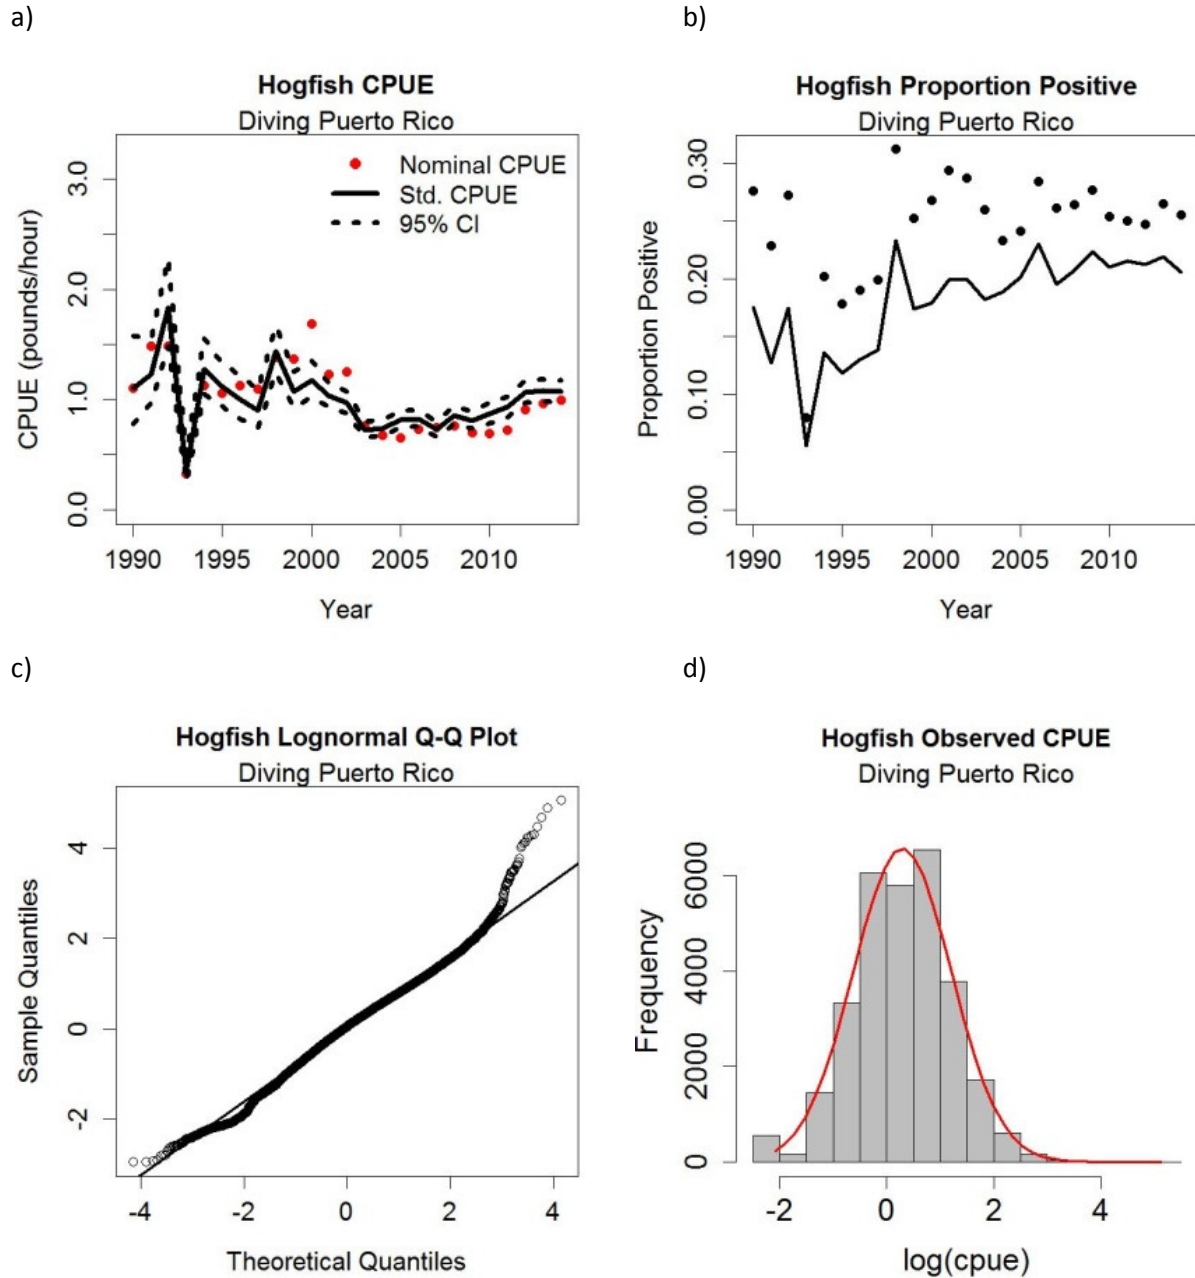 a)
Hogfish CPUE
Diving Puerto Rico
Nominal CPUE
Std. CPUE
95% CI
CPUE (pounds/hour)
3.0
2.0
1.0
0.0
1990 1995 2000 2005 2010
Year
b)
Hogfish Proportion Positive
Diving Puerto Rico
Proportion Positive
0.30
0.20
0.10
0.00
1990 1995 2000 2005 2010
Year
c)
Hogfish Lognormal Q-Q Plot
Diving Puerto Rico
Sample Quantiles
4
2
0
-2
-4 -2 0 2 4
Theoretical Quantiles
d)
Hogfish Observed CPUE
Diving Puerto Rico
Frequency
6000
4000
2000
0
-2 0 2 4
log(cpue)